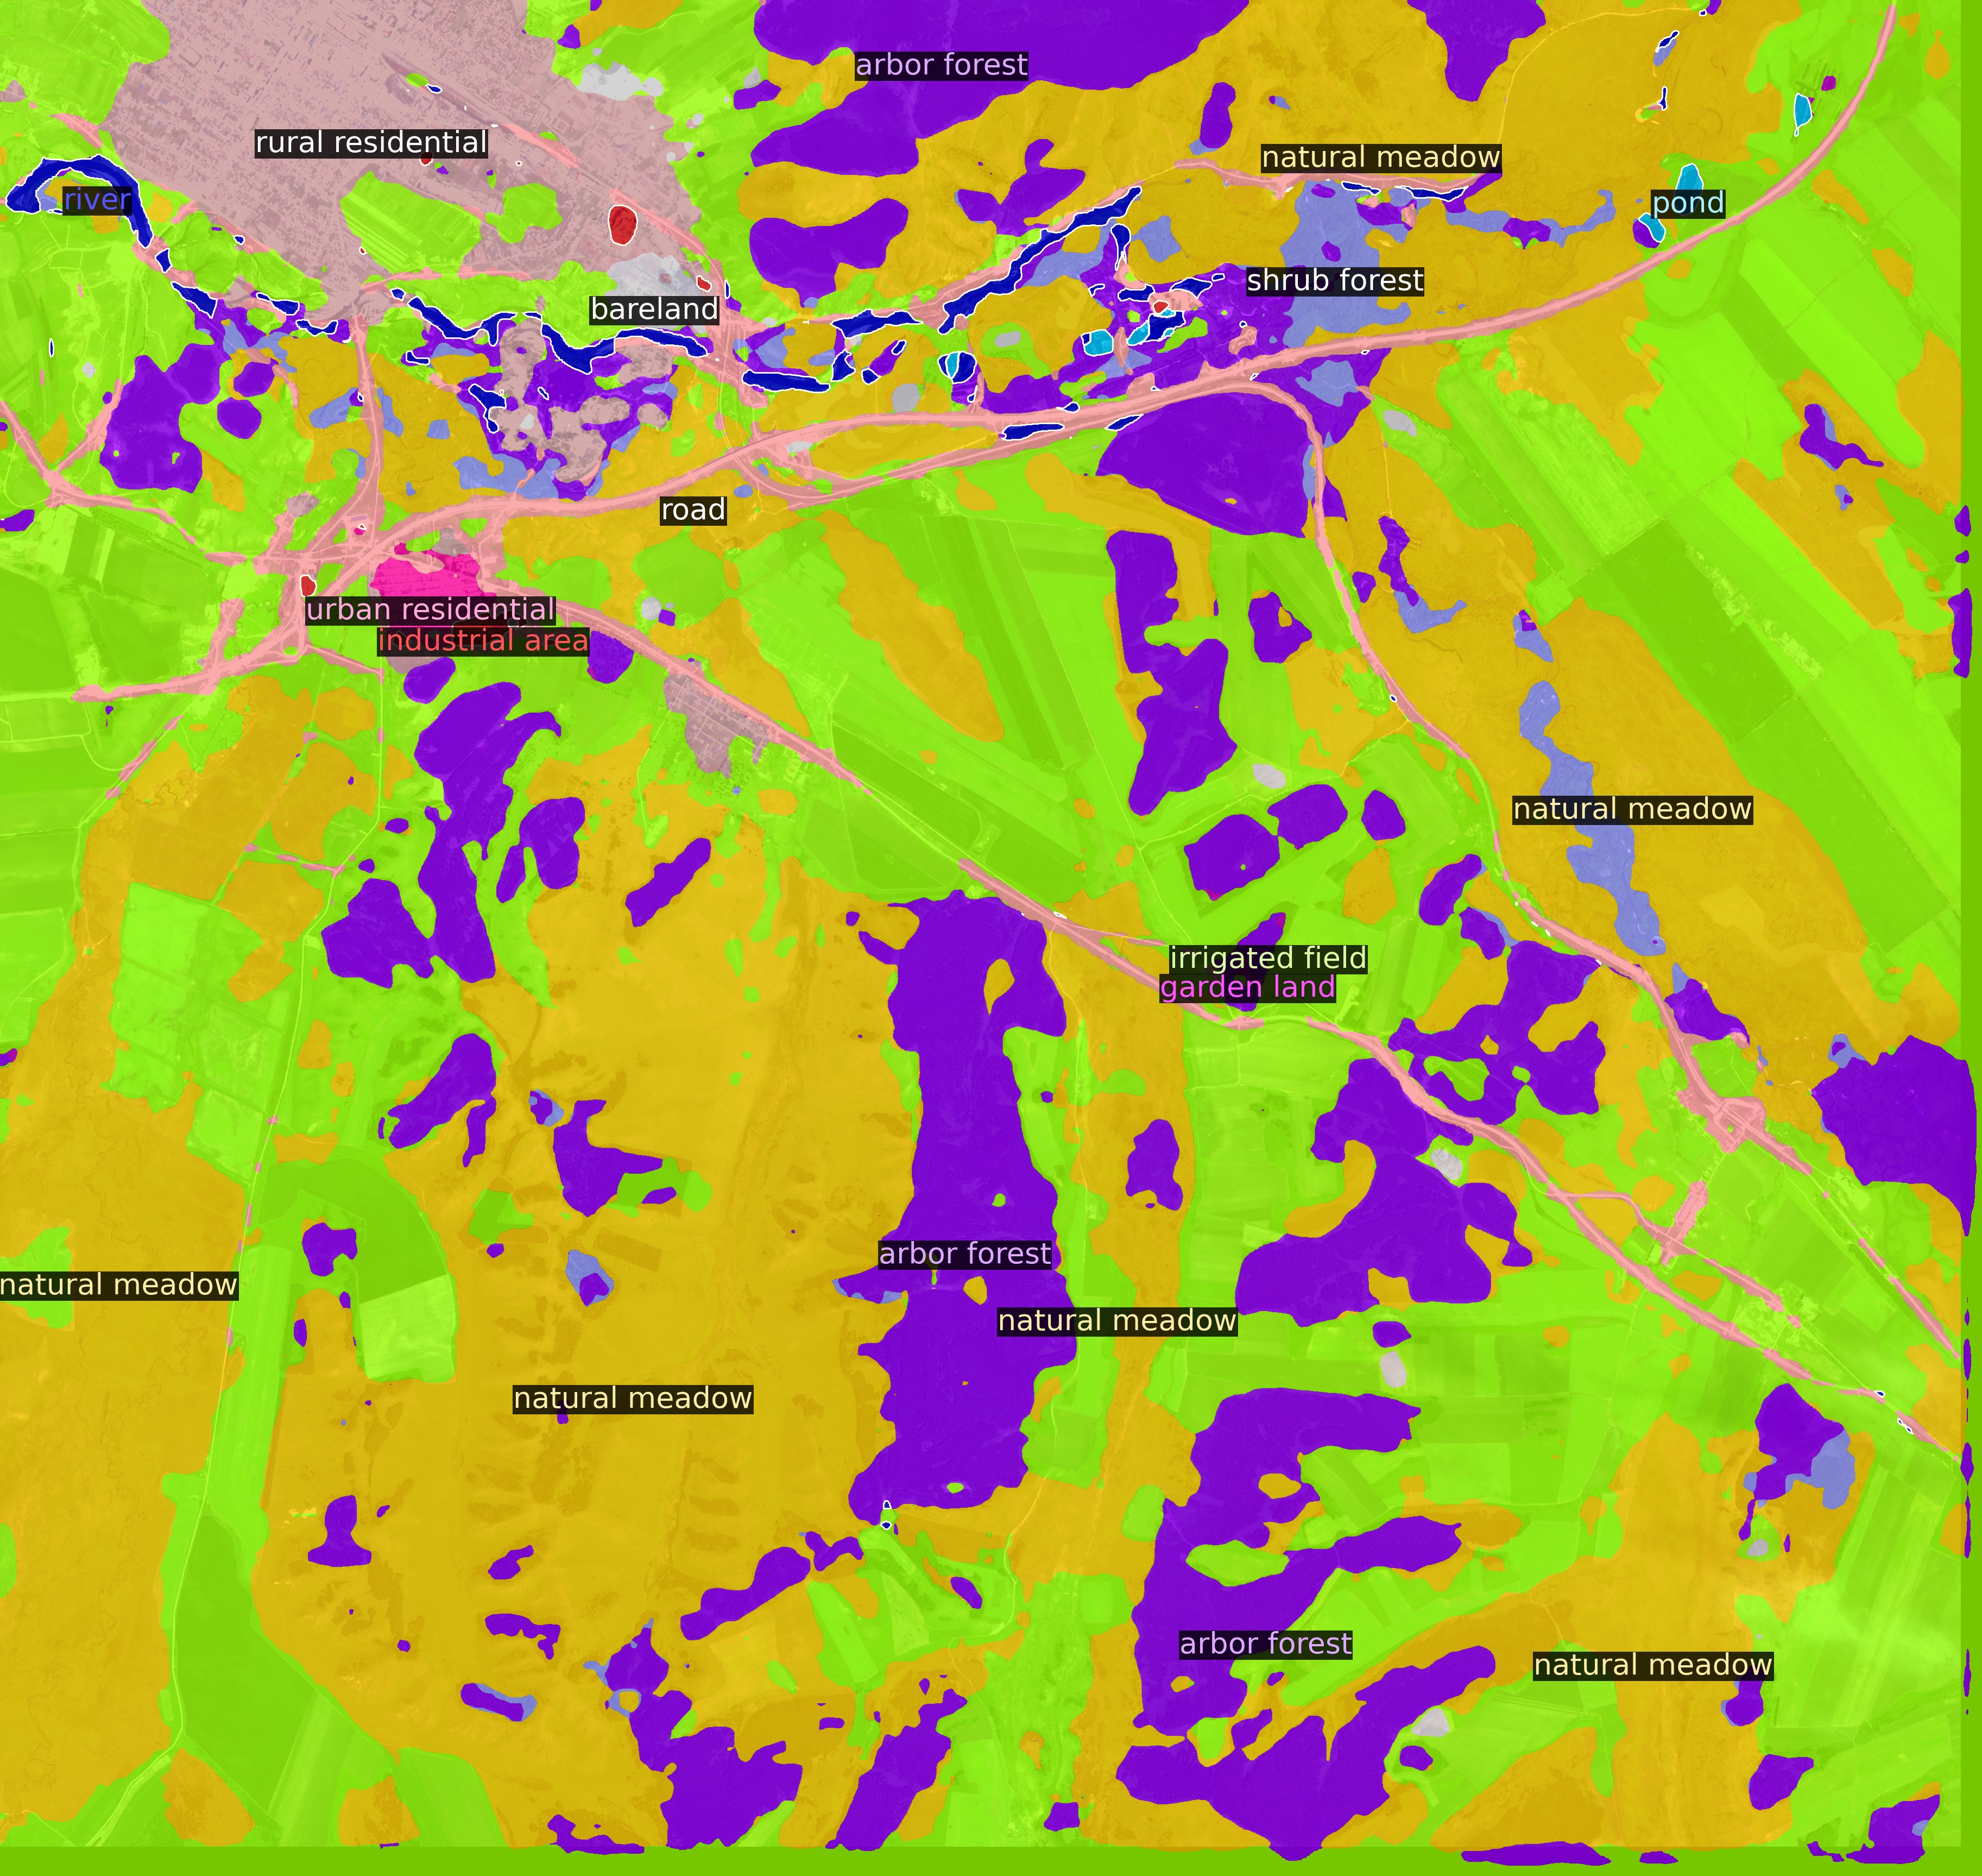 arbor forest
rural residential
natural meadow
river
pond
shrub forest
bareland
road
urban residential
industrial area
natural meadow
irrigated field
garden land
arbor forest
natural meadow
natural meadow
natural meadow
arbor forest
natural meadow